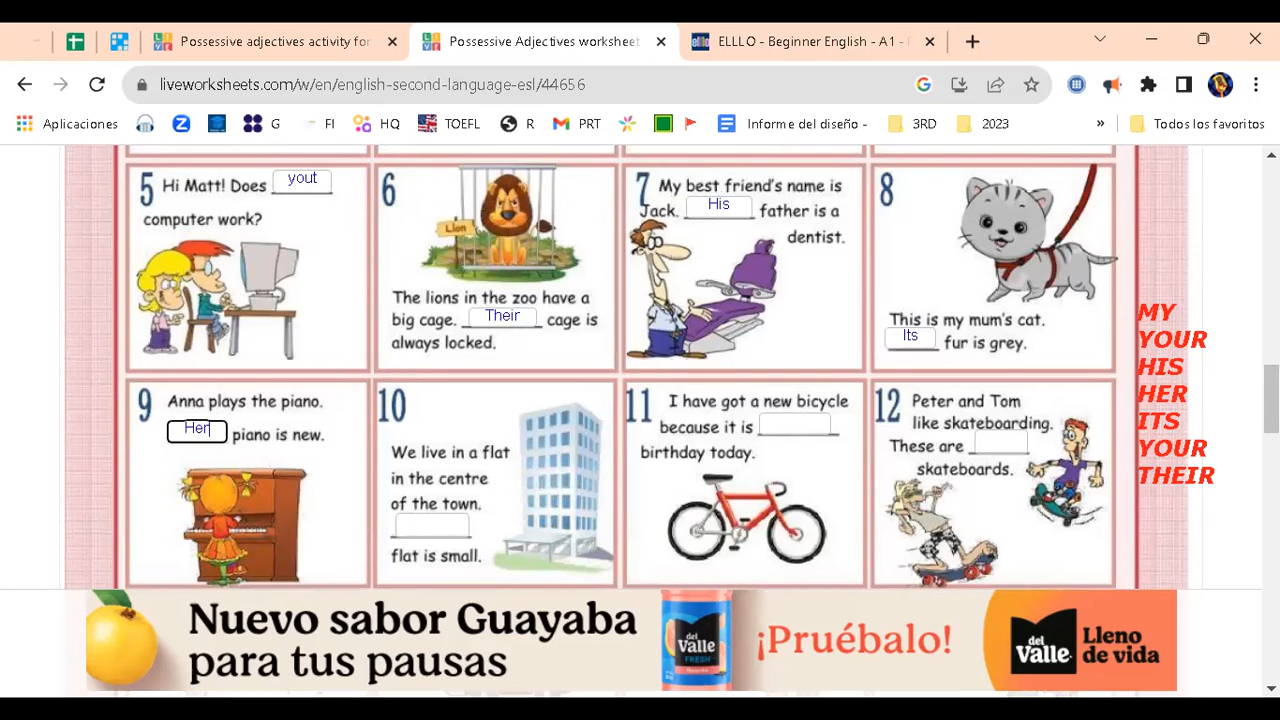 Possessive adjectives activity for
Possessive Adjectives worksheet
ELLLO - Beginner English - A1 -
liveworksheets.com/w/en/english-second-language-esl/44656
Aplicaciones
G
FI
HQ
TOEFL
R
PRT
Informe del diseño -
3RD
2023
»
Todos los favoritos
5 Hi Matt! Does yout
computer work?
6
Lion
The lions in the zoo have a
big cage. Their cage is
always locked.
7 My best friend's name is
Jack. His father is a
dentist.
8
This is my mum's cat.
Its fur is grey.
MY
YOUR
HIS
HER
ITS
YOUR
THEIR
9 Anna plays the piano.
Her piano is new.
10
We live in a flat
in the centre
of the town.
flat is small.
11 I have got a new bicycle
because it is
birthday today.
12 Peter and Tom
like skateboarding.
These are
skateboards.
Nuevo sabor Guayaba
para tus pausas
del
Valle
FRESH
¡Pruébalo!
del
Valle
Lleno
de vida